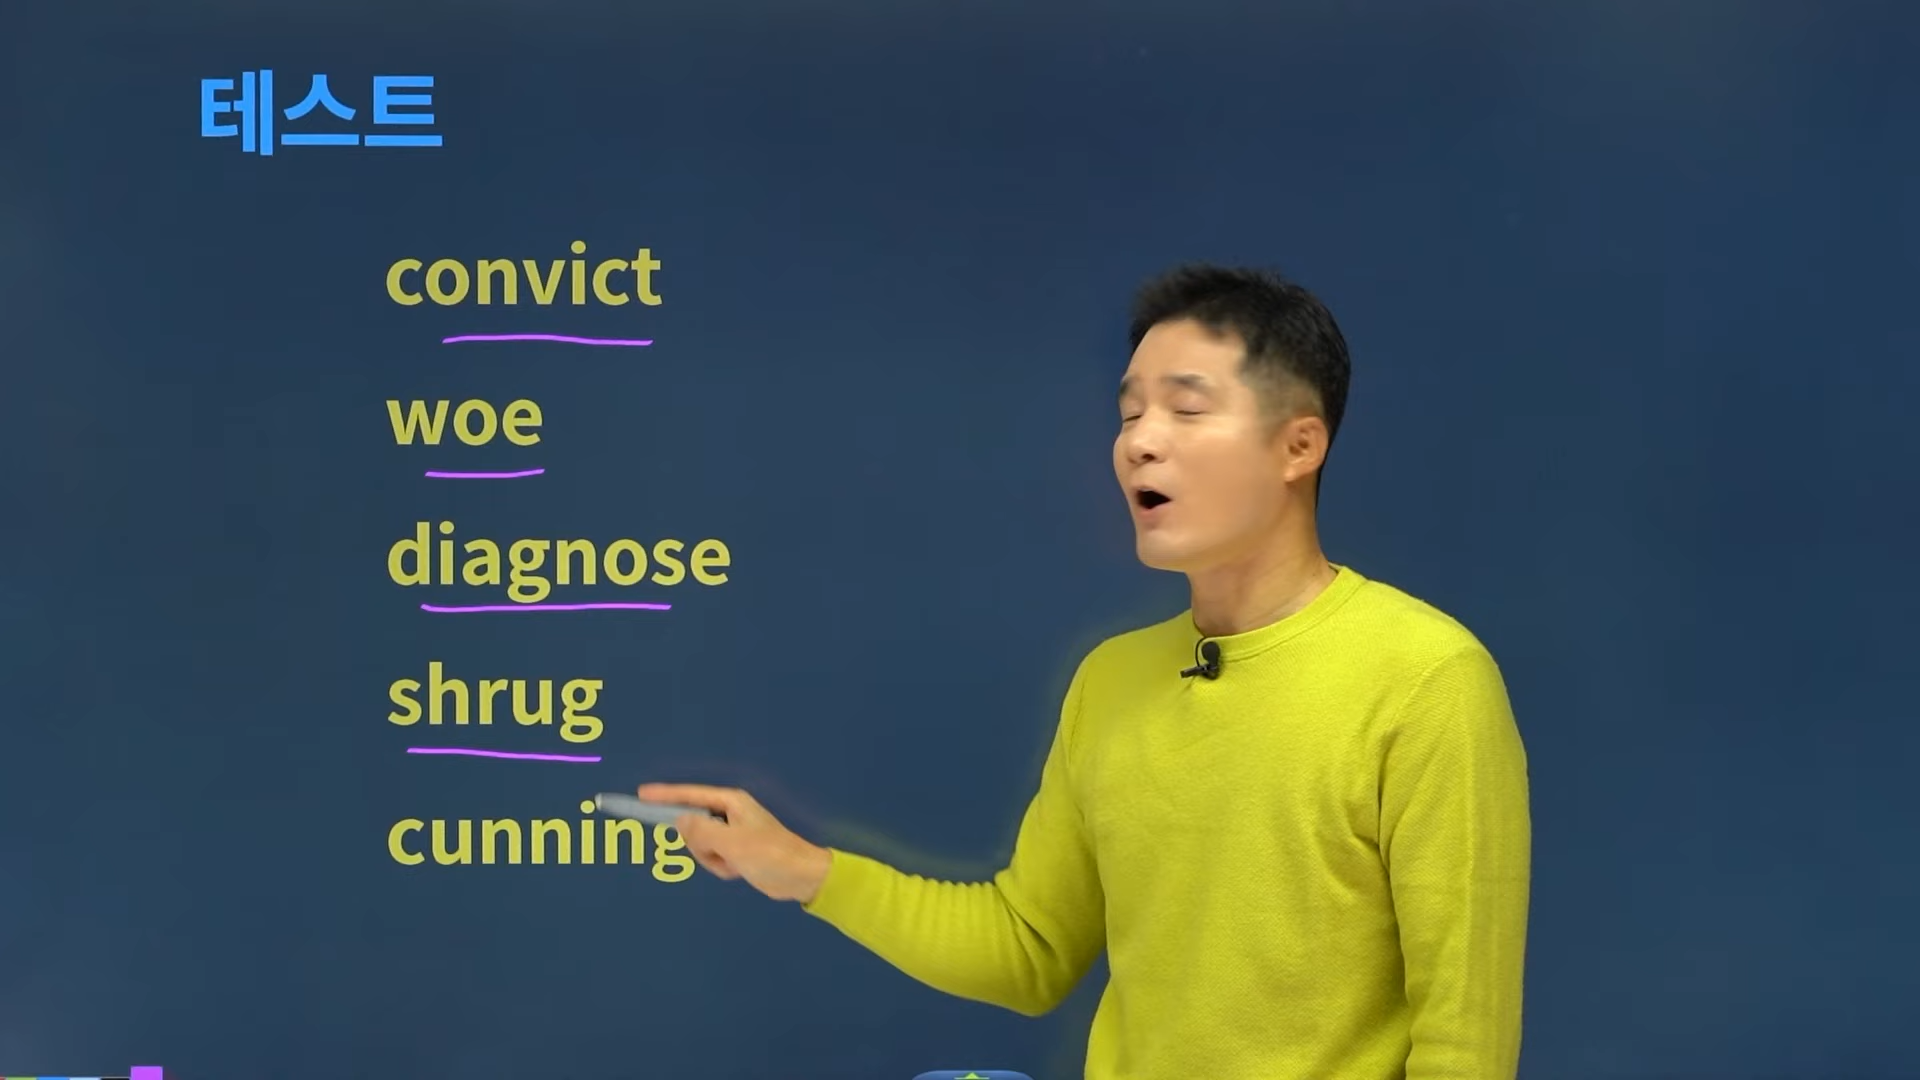 테스트
convict
woe
diagnose
shrug
cunning